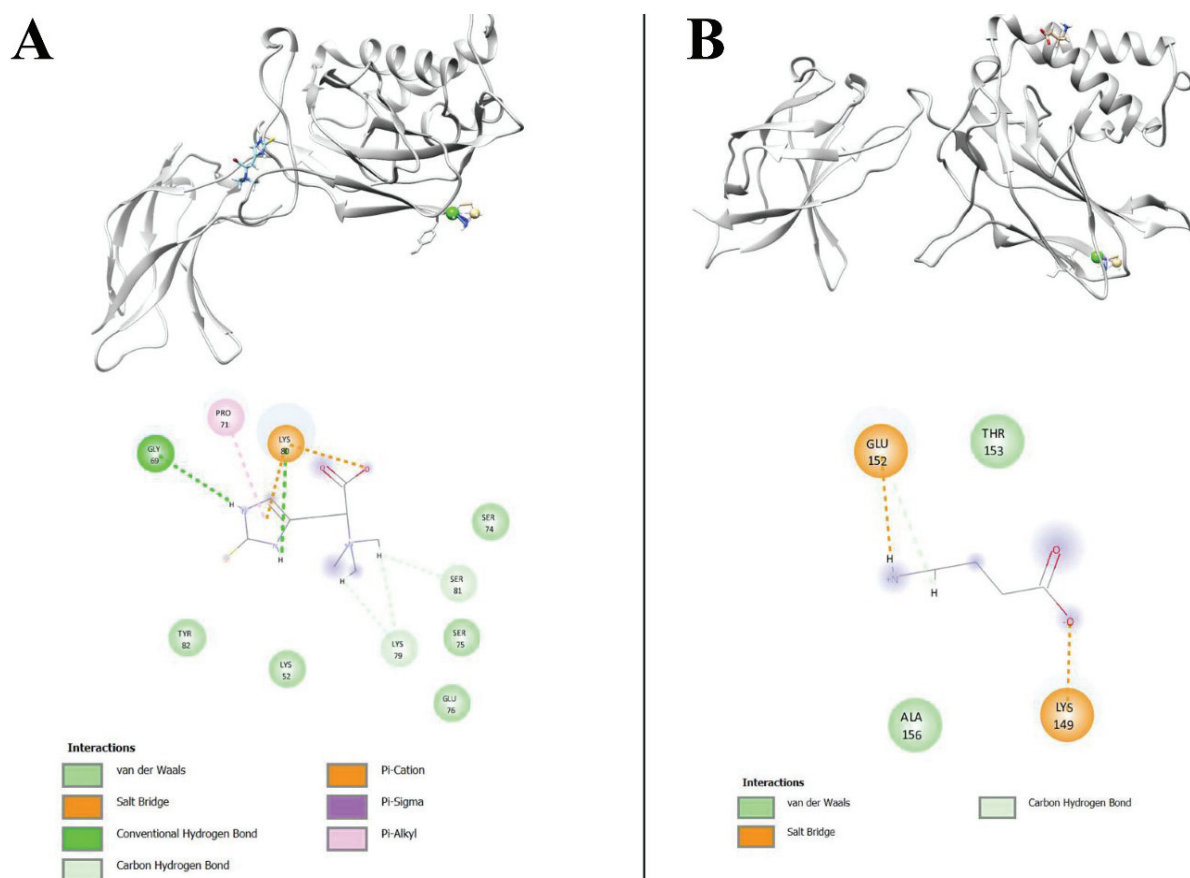 A
PRO
71
GLY
69
LYS
80
H
N
N
H
O
O
N
H
H
SER
74
SER
81
TYR
82
LYS
52
LYS
79
SER
75
GLU
76
Interactions
van der Waals
Salt Bridge
Conventional Hydrogen Bond
Carbon Hydrogen Bond
Pi-Cation
Pi-Sigma
Pi-Alkyl
B
GLU
152
THR
153
H
+N
H
O
-O
ALA
156
LYS
149
Interactions
van der Waals
Salt Bridge
Carbon Hydrogen Bond